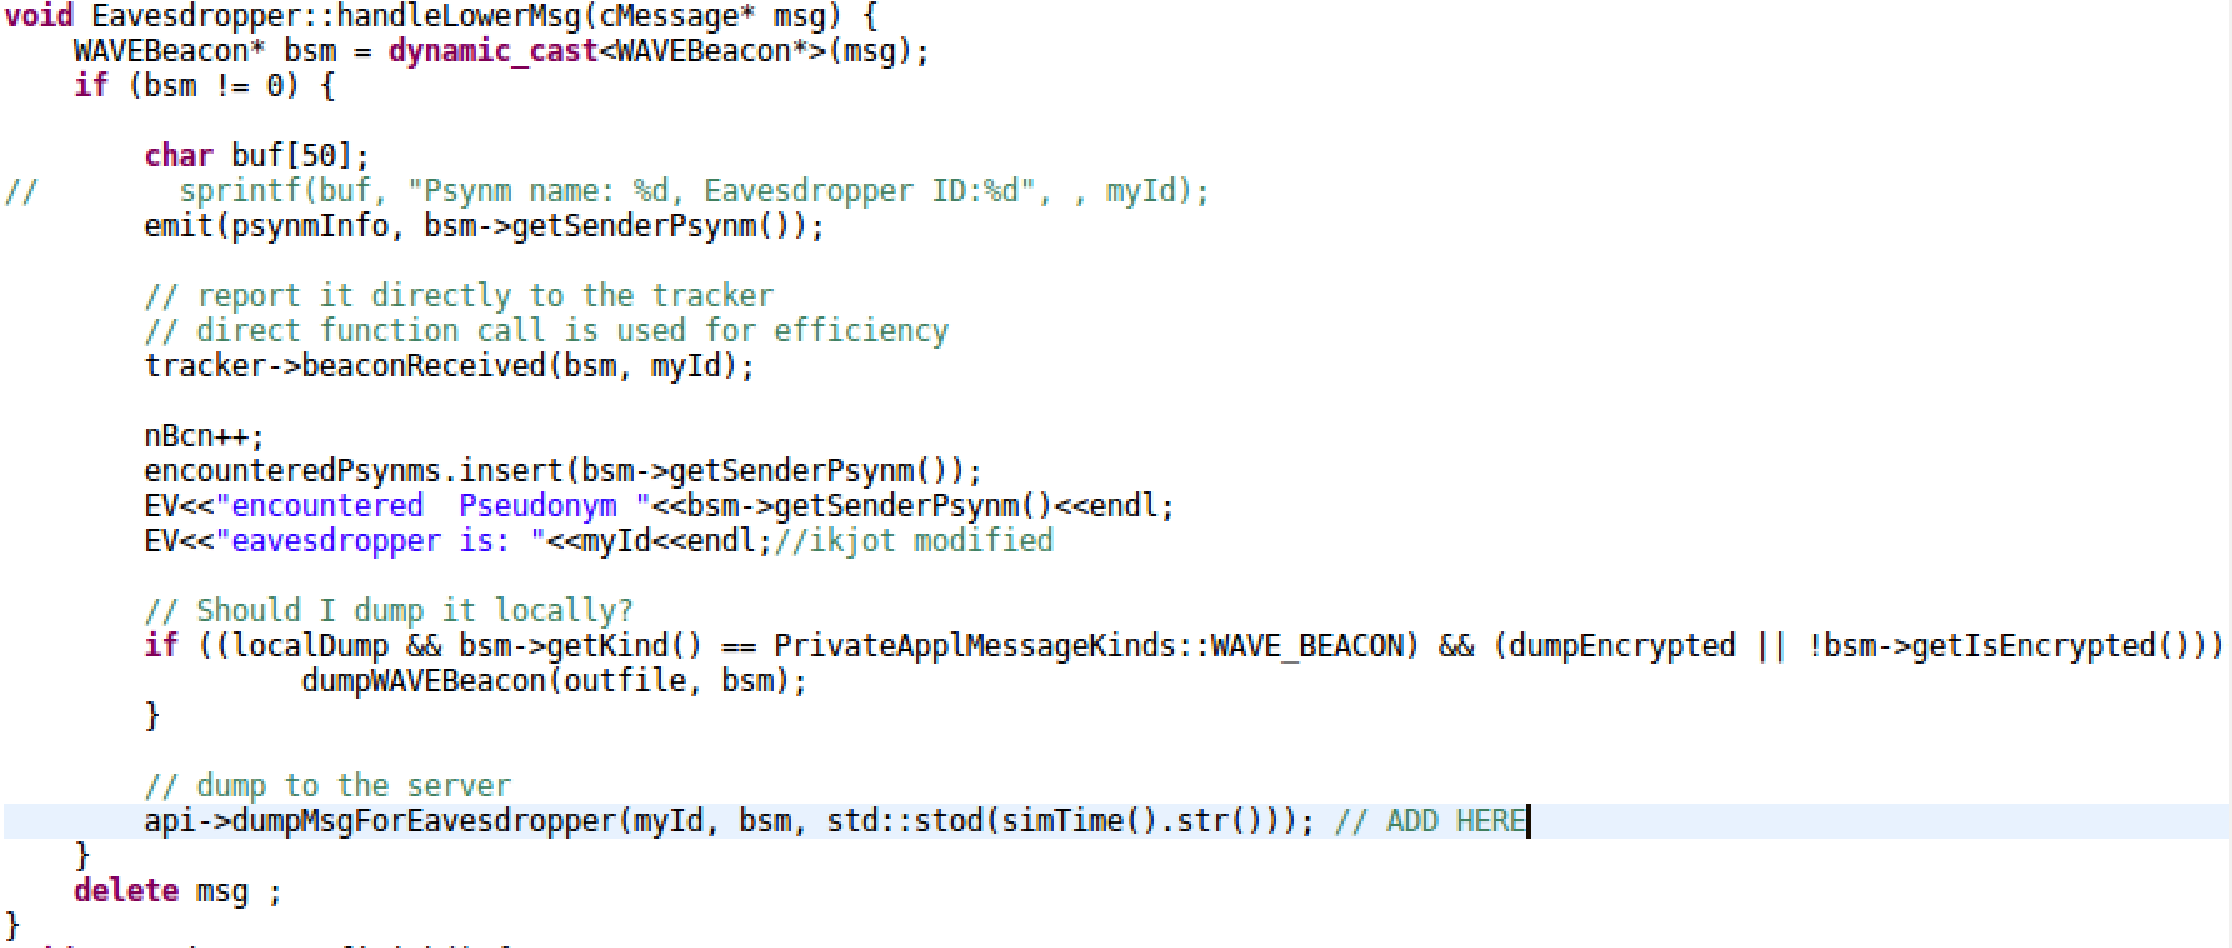 void Eavesdropper::handleLowerMsg(cMessage* msg) {
    WAVEBeacon* bsm = dynamic_cast<WAVEBeacon*>(msg);
    if (bsm != 0) {

        char buf[50];
//        sprintf(buf, "Psynm name: %d, Eavesdropper ID:%d", , myId);
        emit(psynmInfo, bsm->getSenderPsynm());

        // report it directly to the tracker
        // direct function call is used for efficiency
        tracker->beaconReceived(bsm, myId);

        nBcn++;
        encounteredPsynms.insert(bsm->getSenderPsynm());
        EV<<"encountered  Pseudonym "<<bsm->getSenderPsynm()<<endl;
        EV<<"eavesdropper is: "<<myId<<endl;//ikjot modified

        // Should I dump it locally?
        if ((localDump && bsm->getKind() == PrivateApplMessageKinds::WAVE_BEACON) && (dumpEncrypted || !bsm->getIsEncrypted()))
                 dumpWAVEBeacon(outfile, bsm);
        }

        // dump to the server
        api->dumpMsgForEavesdropper(myId, bsm, std::stod(simTime().str())); // ADD HERE
    }
    delete msg ;
}